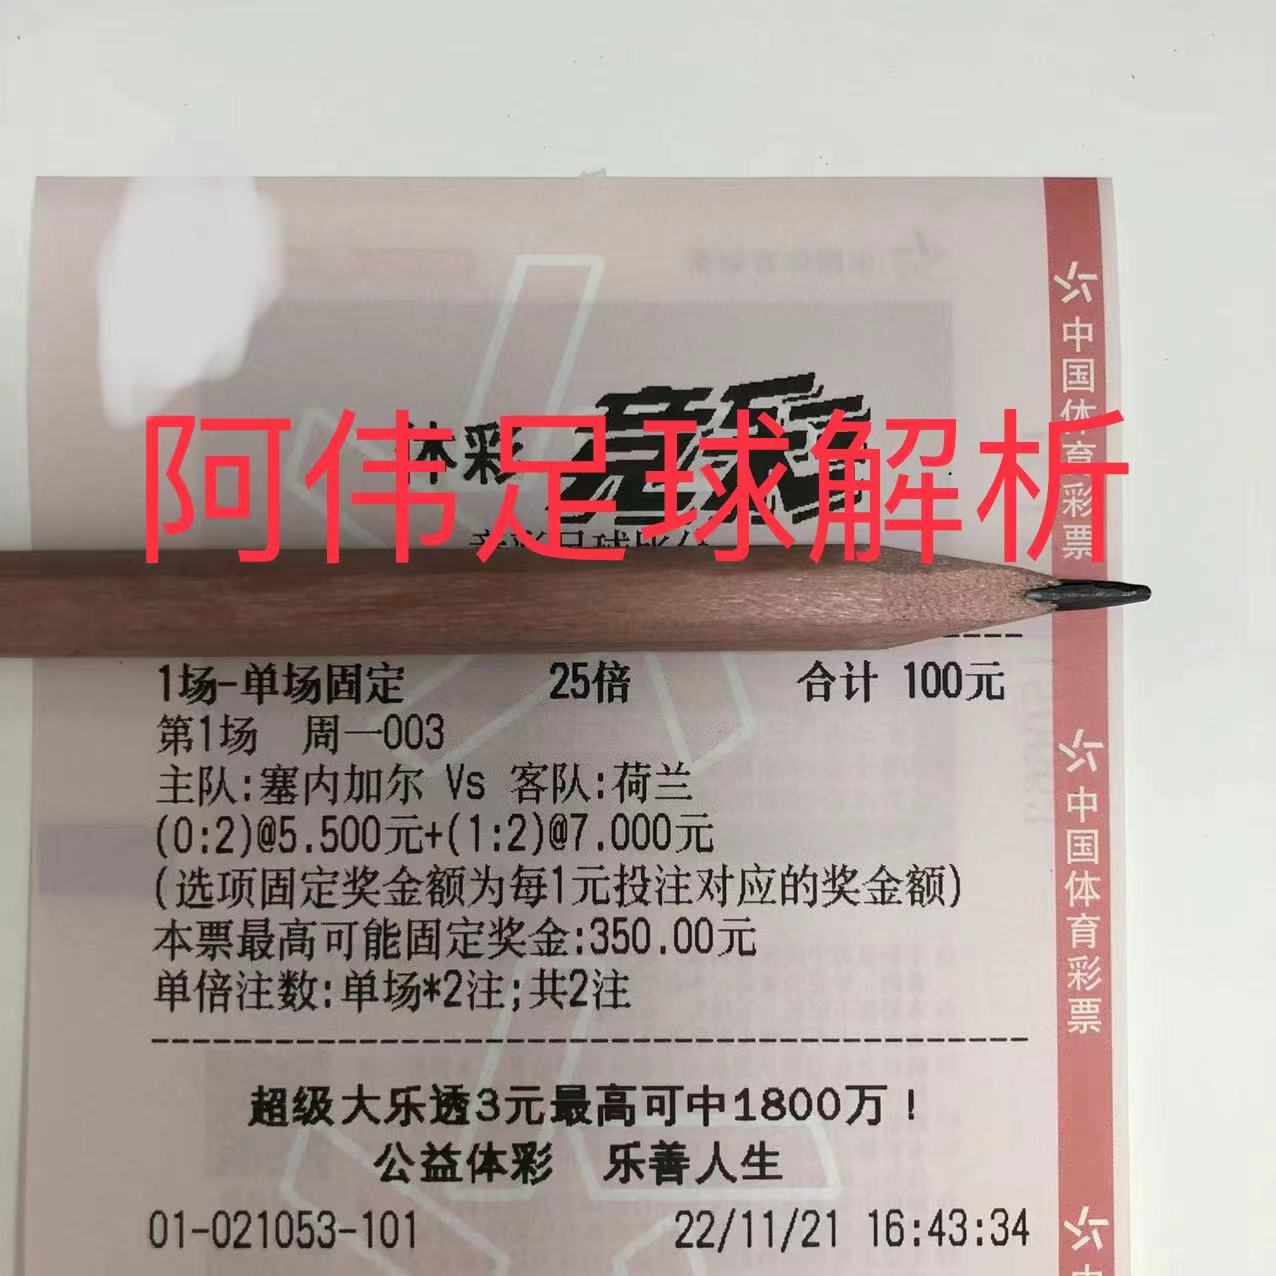 体彩 竞彩
阿伟足球解析
1场-单场固定 25倍 合计 100元
第1场 周一003
主队:塞内加尔 Vs 客队:荷兰
(0:2)@5.500元+(1:2)@7.000元
(选项固定奖金额为每1元投注对应的奖金额)
本票最高可能固定奖金:350.00元
单倍注数:单场*2注;共2注
超级大乐透3元最高可中1800万!
公益体彩 乐善人生
01-021053-101 22/11/21 16:43:34
中国体育彩票
中国体育彩票
中